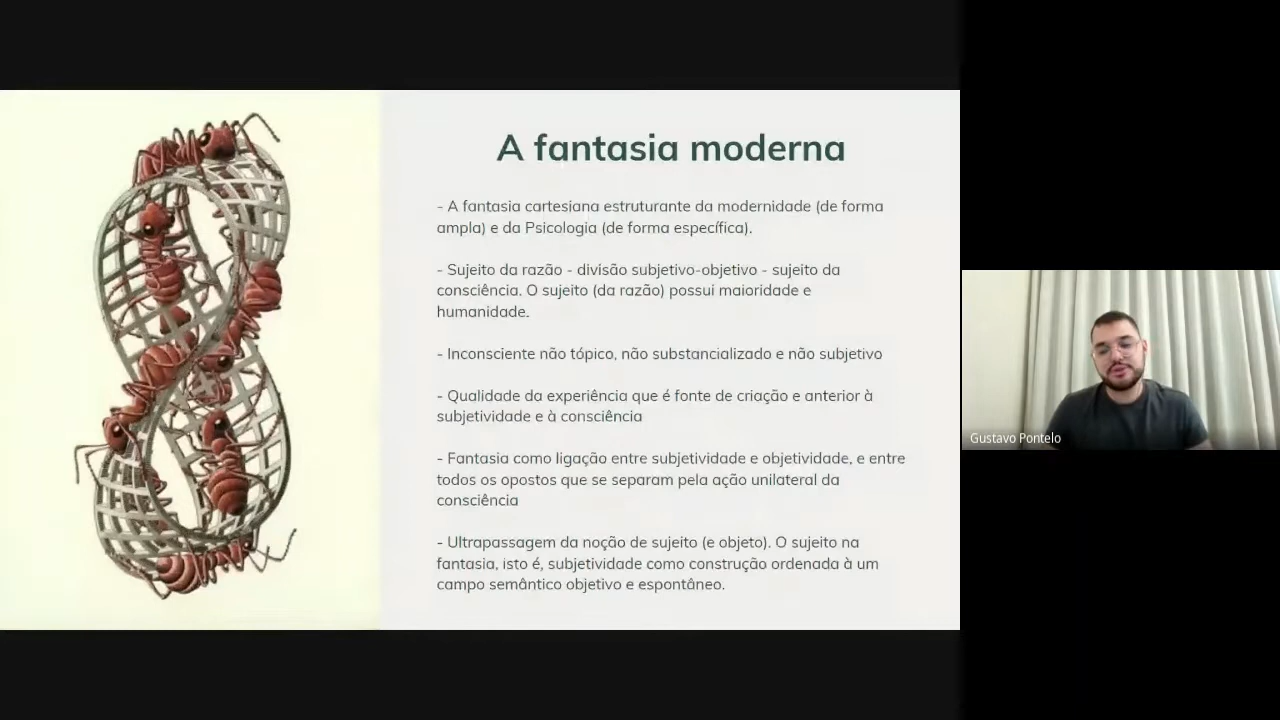 A fantasia moderna
- A fantasia cartesiana estruturante da modernidade (de forma
ampla) e da Psicologia (de forma específica).
- Sujeito da razão - divisão subjetivo-objetivo - sujeito da
consciência. O sujeito (da razão) possui maioridade e
humanidade.
- Inconsciente não tópico, não substancializado e não subjetivo
- Qualidade da experiência que é fonte de criação e anterior à
subjetividade e à consciência
- Fantasia como ligação entre subjetividade e objetividade, e entre
todos os opostos que se separam pela ação unilateral da
consciência
- Ultrapassagem da noção de sujeito (e objeto). O sujeito na
fantasia, isto é, subjetividade como construção ordenada à um
campo semântico objetivo e espontâneo.
Gustavo Pontelo